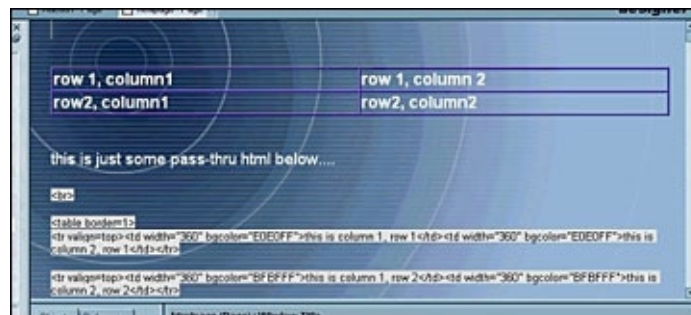 designer
row 1, column1 row 1, column 2
row2, column1 row2, column2
this is just some pass-thru html below....
<br>
<table border=1>
<tr valign=top><td width="360" bgcolor="E0E0FF">this is column 1, row 1</td><td width="360" bgcolor="E0E0FF">this is
column 2, row 1</td></tr>
<tr valign=top><td width="360" bgcolor="BFBFFF">this is column 1, row 2</td><td width="360" bgcolor="BFBFFF">this is
column 2, row 2</td></tr>